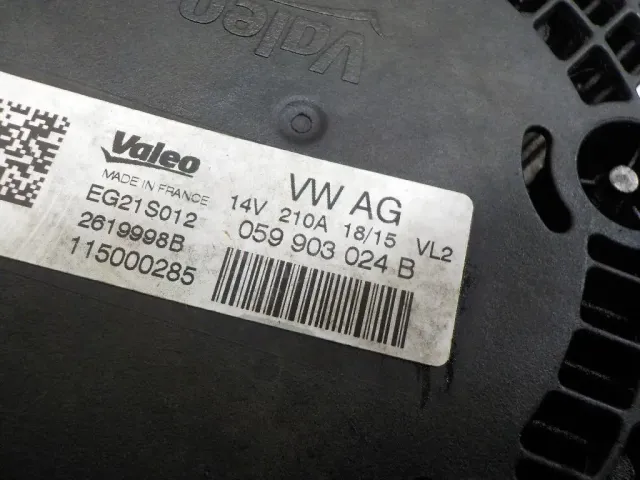 Valeo
Valeo
MADE IN FRANCE
EG21S012
2619998B
115000285
VW AG
14V 210A 18/15 VL2
059 903 024 B